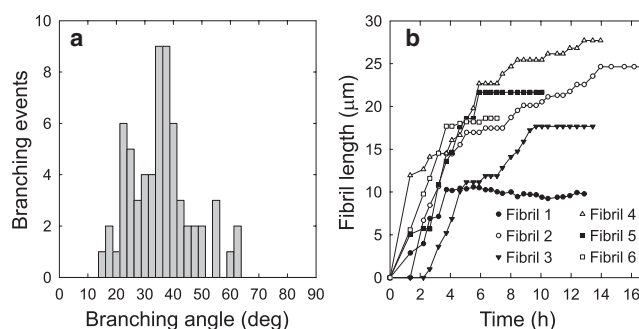 a
10
8
6
4
2
0
Branching events
0 10 20 30 40 50 60 70 80 90
Branching angle (deg)
b
30
25
20
15
10
5
0
Fibril length (μm)
Fibril 1 Fibril 4
Fibril 2 Fibril 5
Fibril 3 Fibril 6
0 2 4 6 8 10 12 14 16
Time (h)